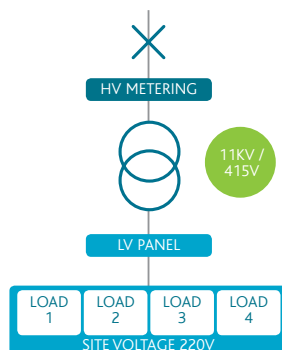 HV METERING
11KV /
415V
LV PANEL
LOAD
1
LOAD
2
LOAD
3
LOAD
4
SITE VOLTAGE 220V